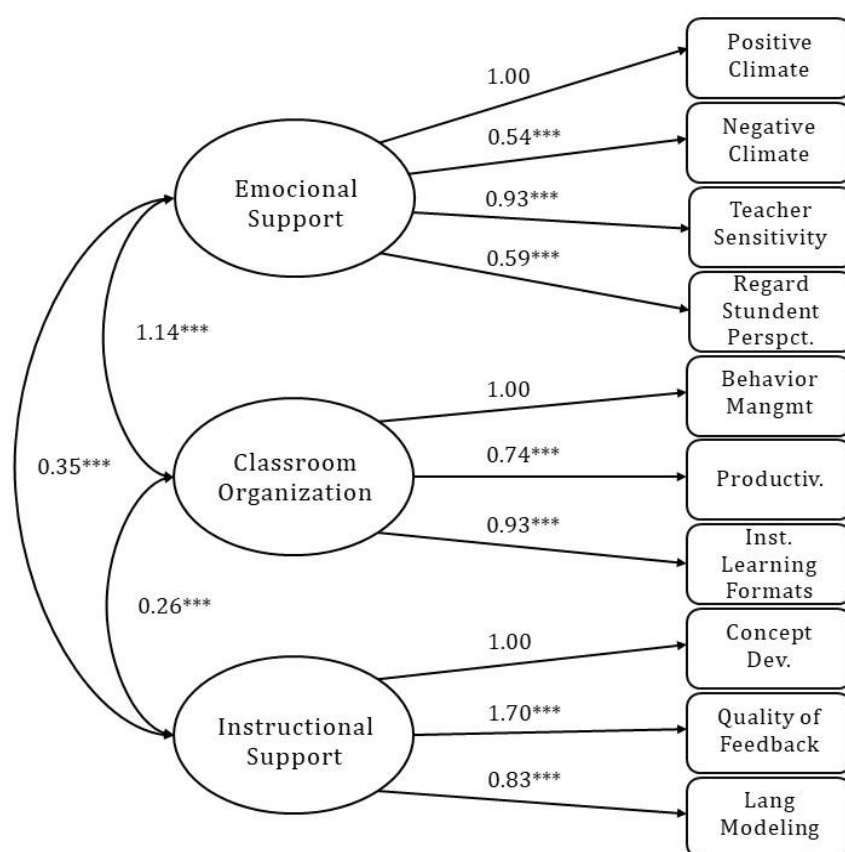 Positive
Climate
1.00
Negative
Climate
0.54***
Emocional
Support
Teacher
Sensitivity
0.93***
0.59***
Regard
Stundent
Perspct.
1.14***
Behavior
Mangmt
1.00
Classroom
Organization
0.74***
Productiv.
0.35***
0.93***
Inst.
Learning
Formats
0.26***
1.00
Concept
Dev.
Instructional
Support
1.70***
Quality of
Feedback
0.83***
Lang
Modeling